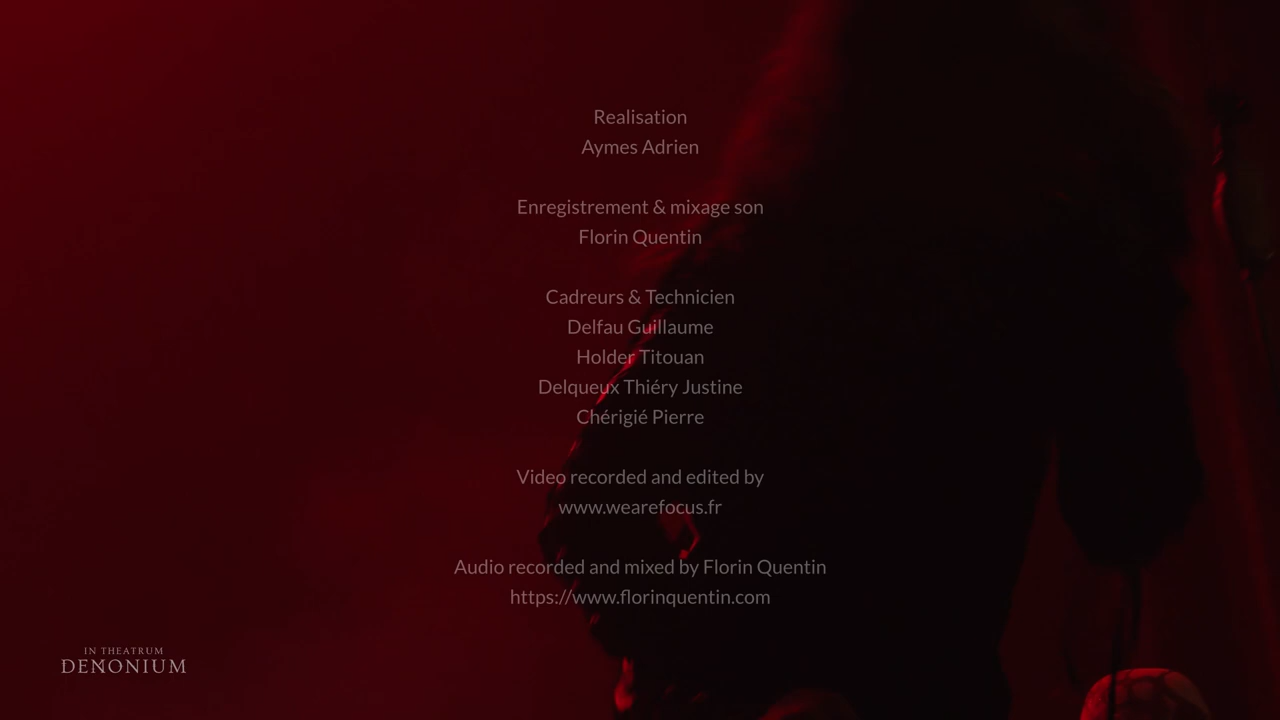 Realisation
Aymes Adrien
Enregistrement & mixage son
Florin Quentin
Cadreurs & Technicien
Delfau Guillaume
Holder Titouan
Delqueux Thiéry Justine
Chérigié Pierre
Video recorded and edited by
www.wearefocus.fr
Audio recorded and mixed by Florin Quentin
https://www.florinquentin.com
IN THEATRUM
DENONIUM